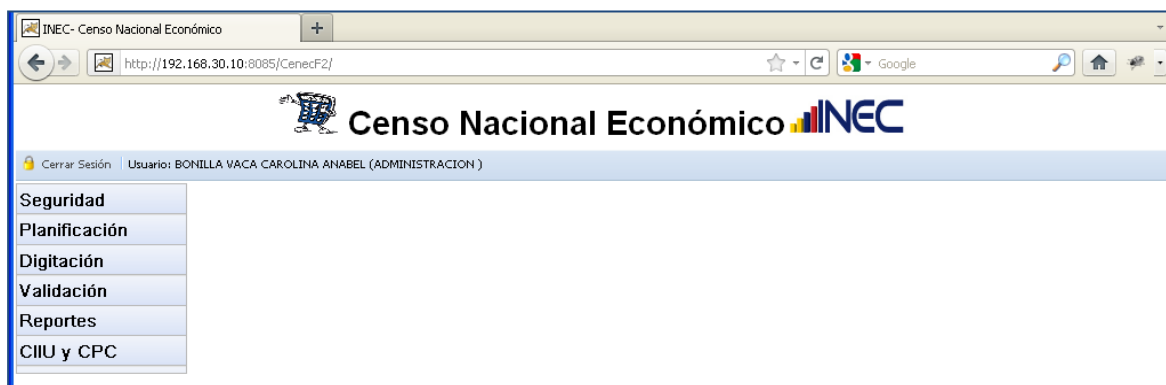 INEC- Censo Nacional Económico
http://192.168.30.10:8085/CenecF2/
Google
Censo Nacional Económico INEC
Cerrar Sesión Usuario: BONILLA VACA CAROLINA ANABEL (ADMINISTRACION )
Seguridad
Planificación
Digitación
Validación
Reportes
CIIU y CPC